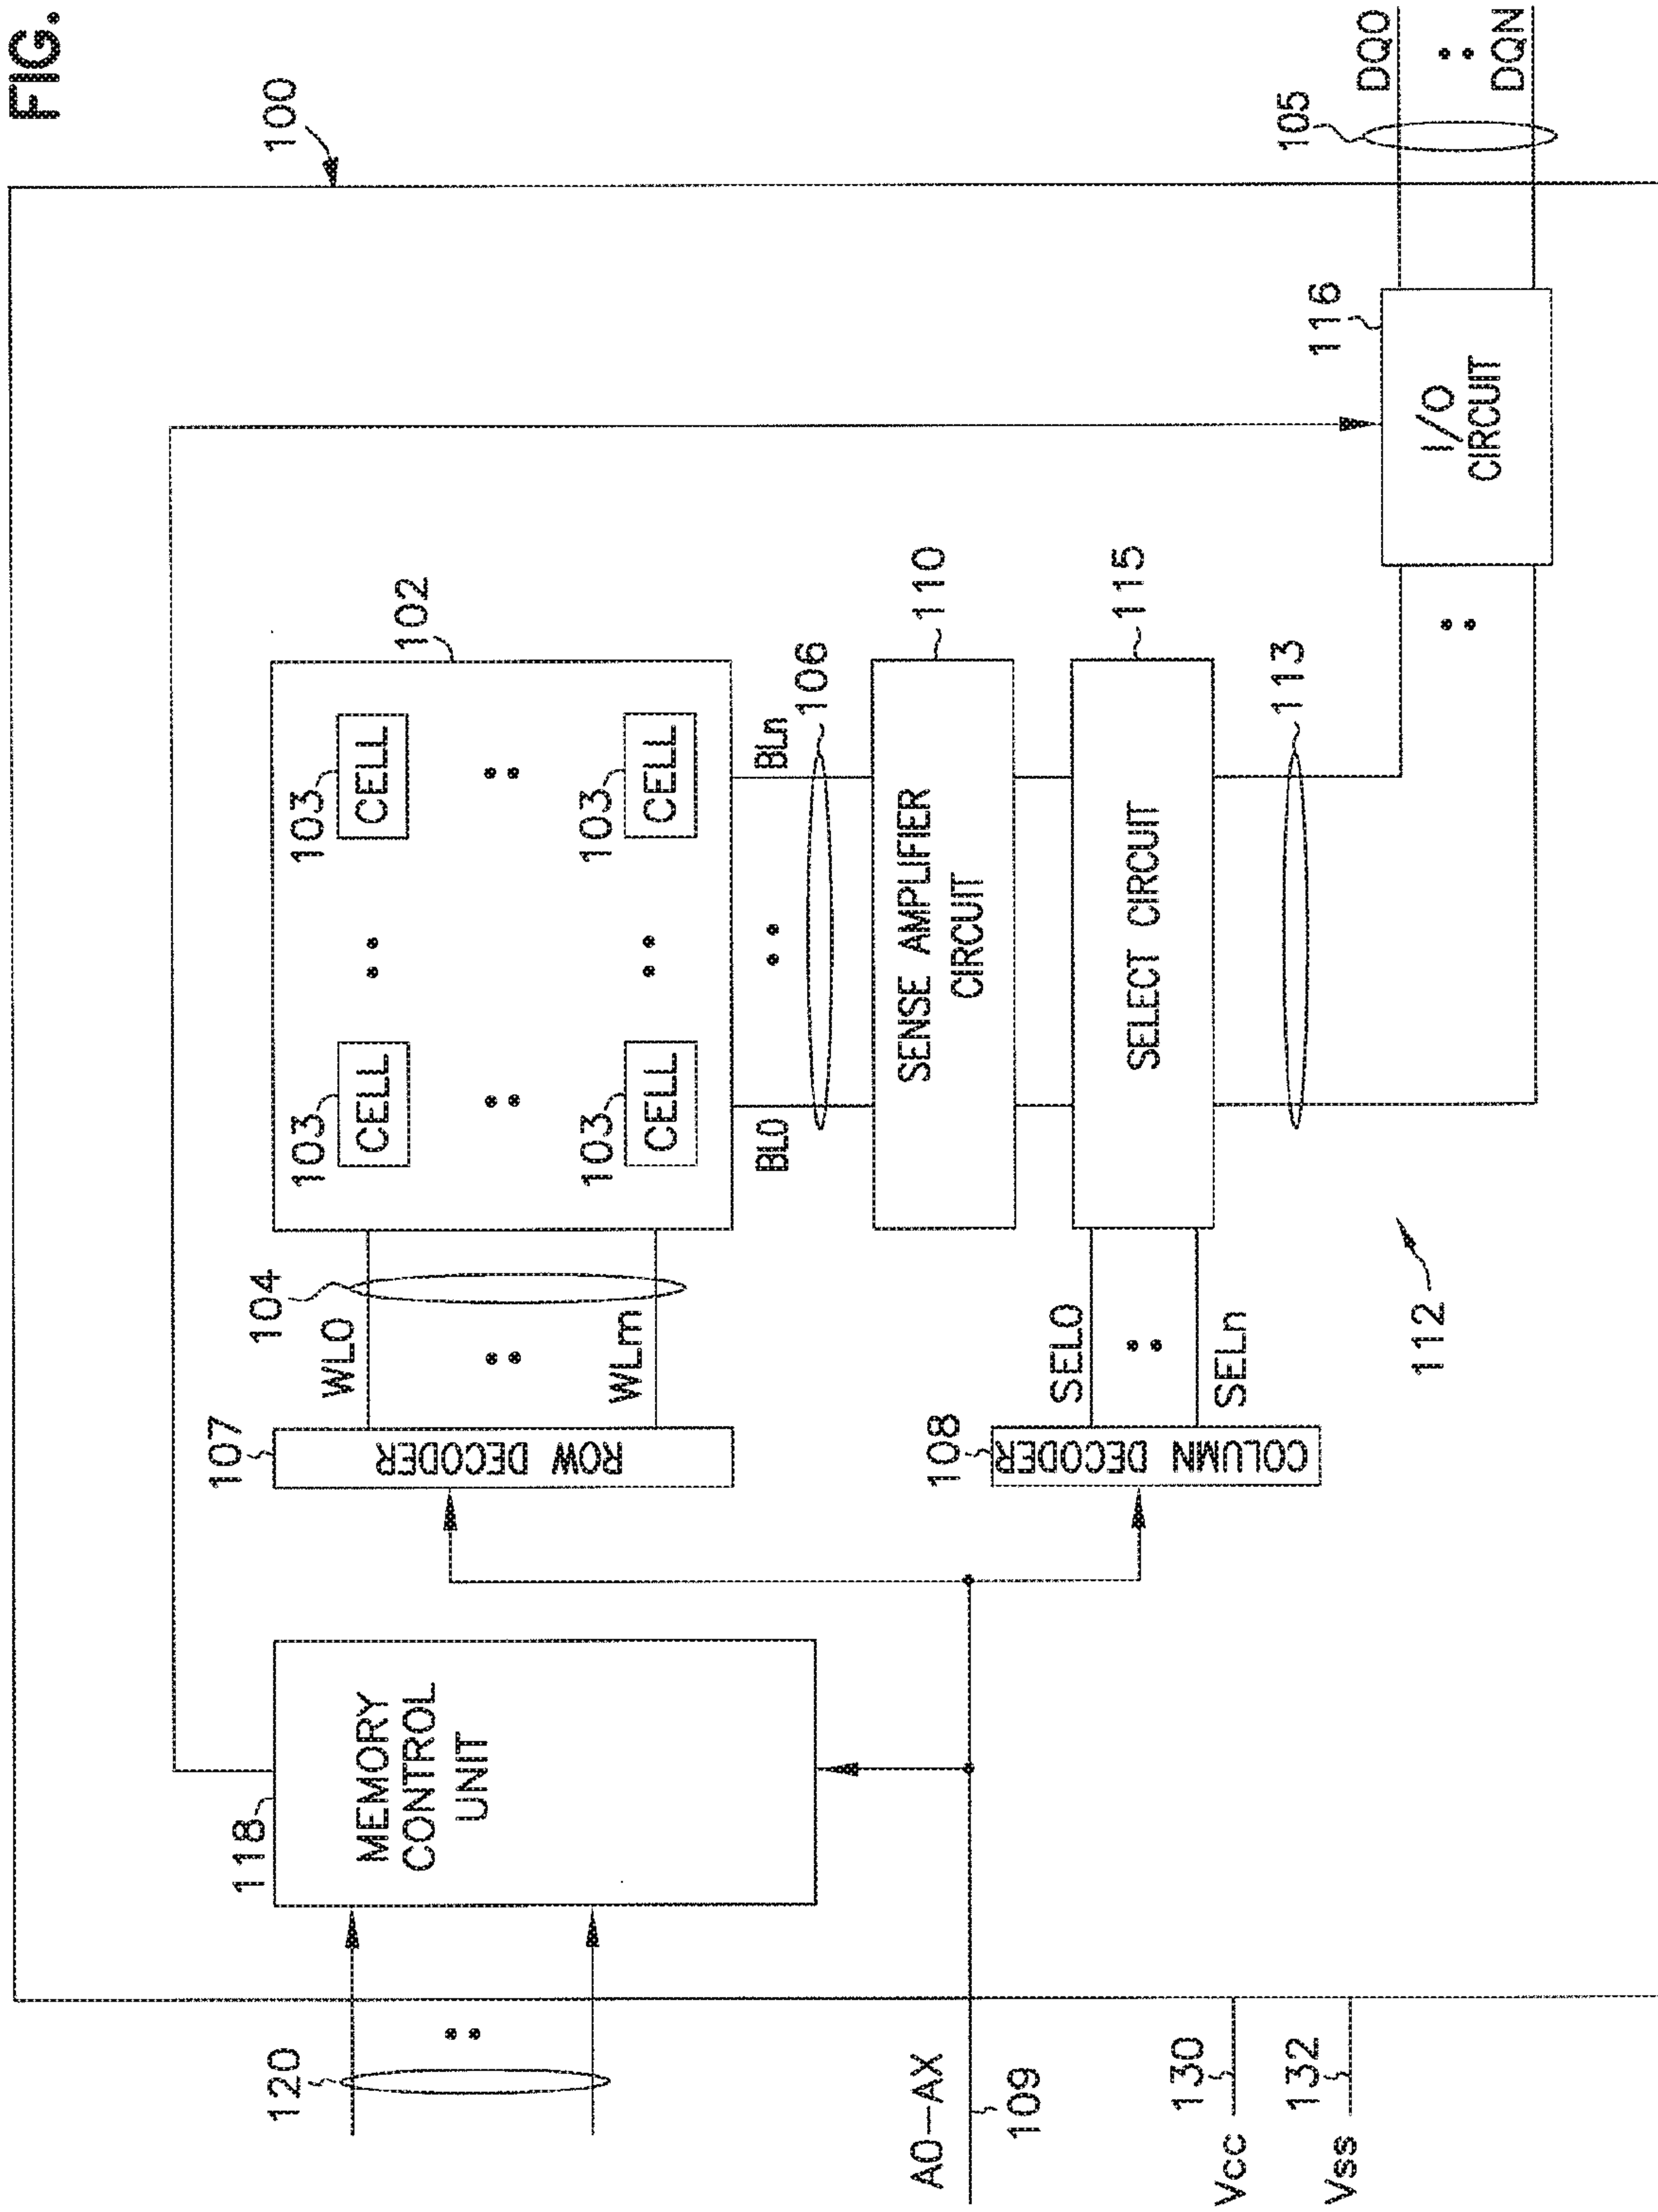 FIG.
100
102
103
CELL
103
CELL
103
CELL
103
CELL
104
WL0
WLm
107
ROW DECODER
118
MEMORY
CONTROL
UNIT
120
BL0
BLn
106
110
SENSE AMPLIFIER
CIRCUIT
115
SELECT CIRCUIT
113
SEL0
SELn
108
COLUMN DECODER
A0–AX
109
112
116
I/O
CIRCUIT
105
DQ0
DQN
Vcc
130
Vss
132